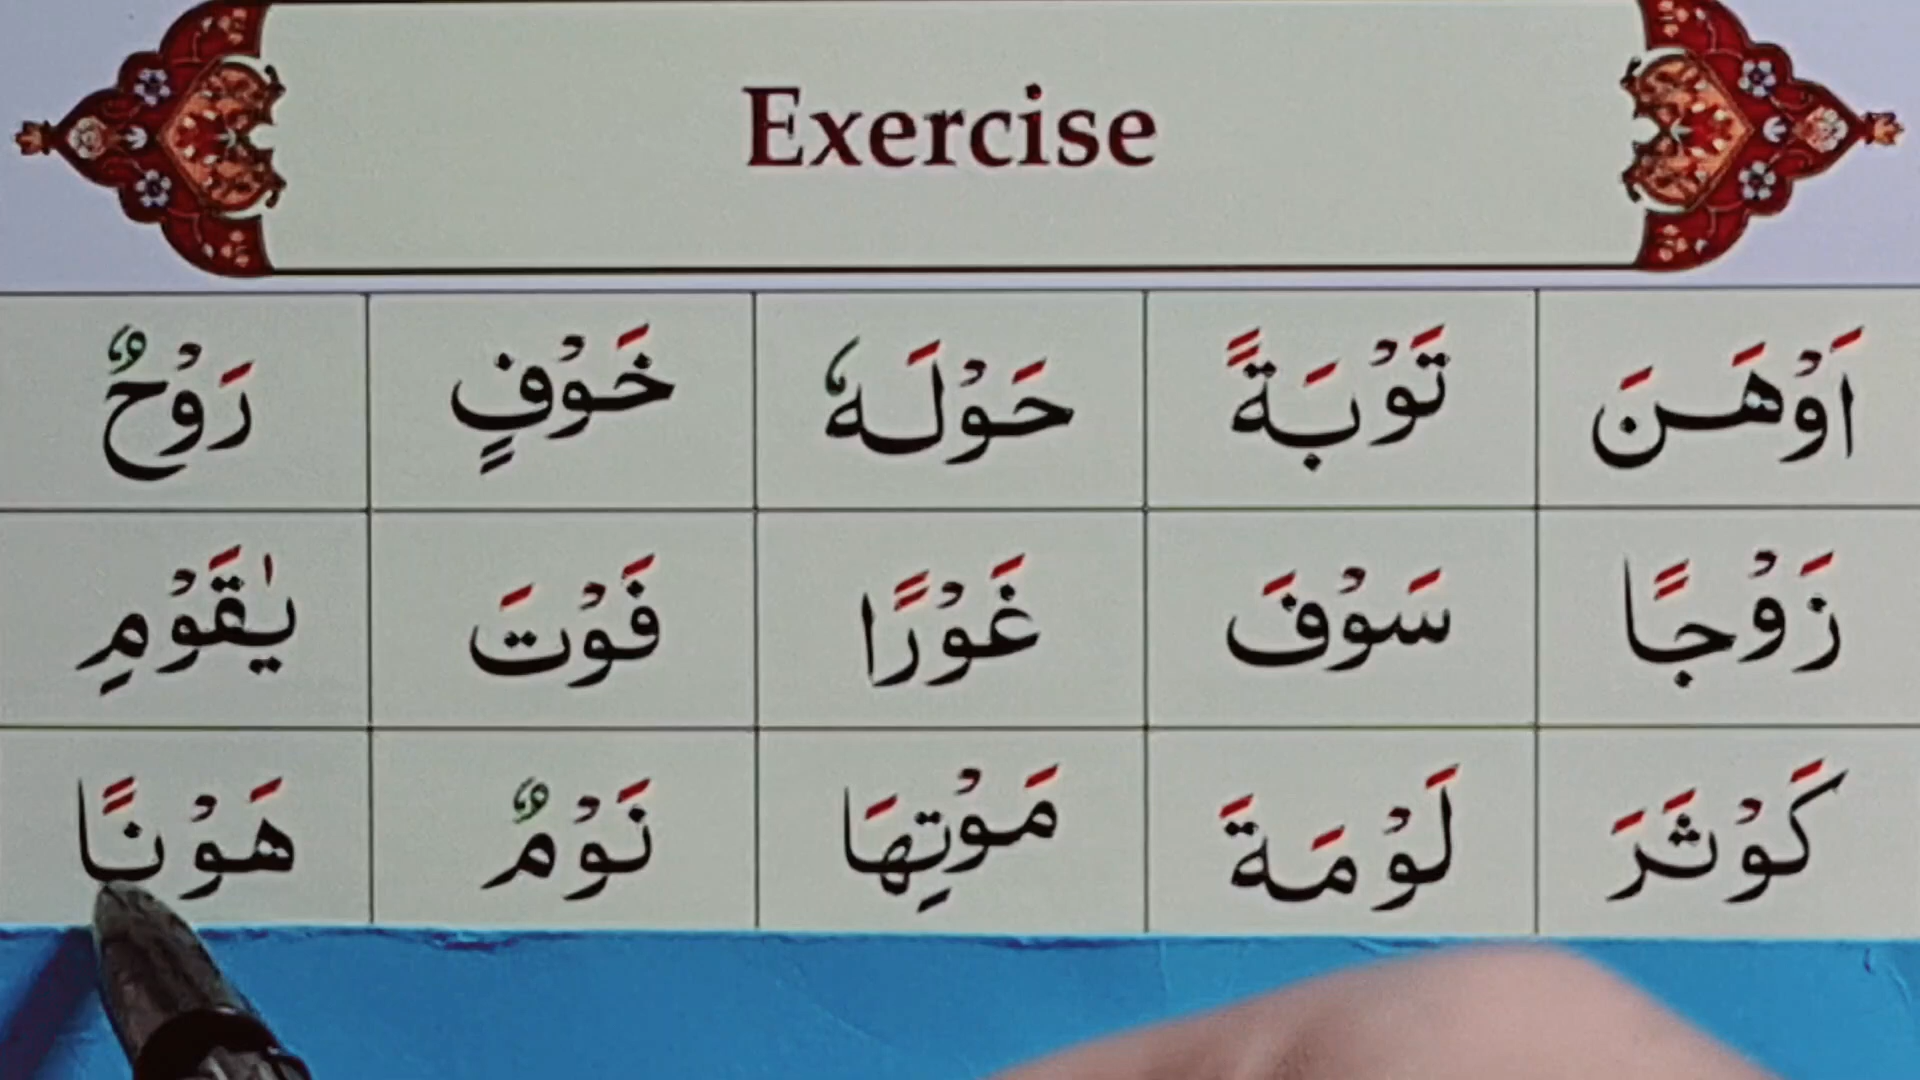 Exercise
اَوْهَنَ تَوْبَةً حَوْلَهٗ خَوْفٍ رَوْحٌ
زَوْجًا سَوْفَ غَوْرًا فَوْتَ يٰقَوْمِ
كَوْثَرَ لَوْمَةَ مَوْتِهَا نَوْمٌ هَوْنًا